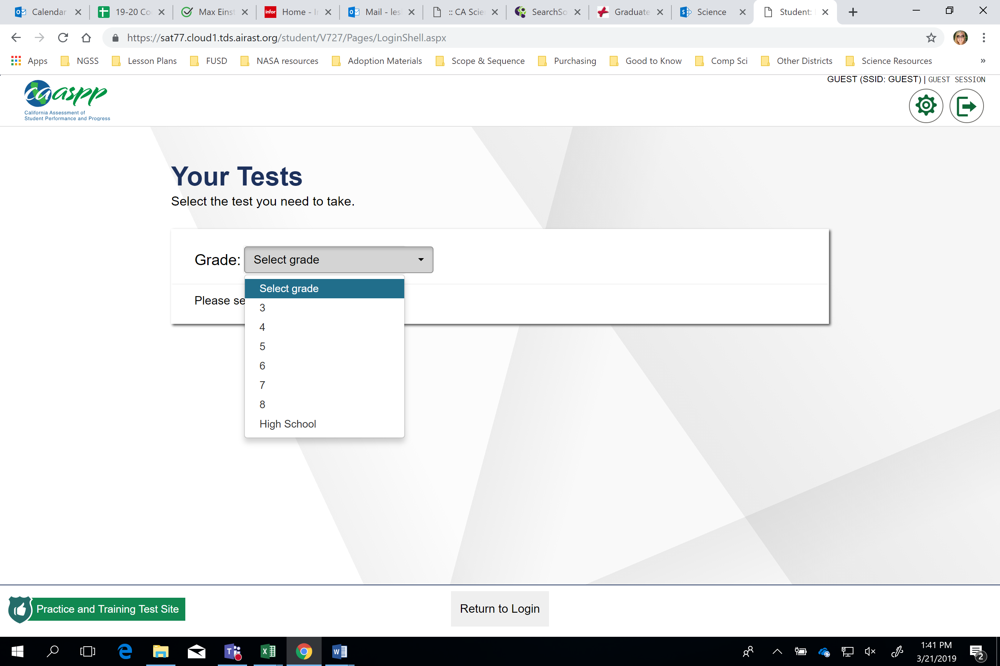 Calendar
19-20 Co
Max Einst
infor
Home - I
Mail - les
:: CA Scie
SearchSo
Graduate
Science
Student:
https://sat77.cloud1.tds.airast.org/student/V727/Pages/LoginShell.aspx
Apps
NGSS
Lesson Plans
FUSD
NASA resources
Adoption Materials
Scope & Sequence
Purchasing
Good to Know
Comp Sci
Other Districts
Science Resources
»
GUEST (SSID: GUEST) | GUEST SESSION
caaspp
California Assessment of
Student Performance and Progress
Your Tests
Select the test you need to take.
Grade: Select grade
Select grade
Please se
3
4
5
6
7
8
High School
Practice and Training Test Site
Return to Login
1:41 PM
3/21/2019
2